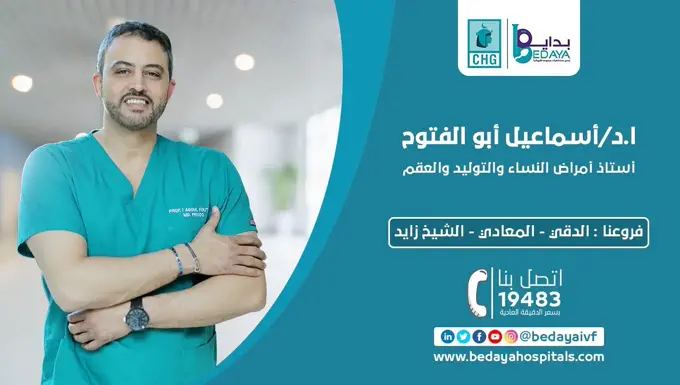 CHG
بداية
BEDAYA
ا.د/أسماعيل أبو الفتوح
أستاذ أمراض النساء والتوليد والعقم
فروعنا : الدقي - المعادي - الشيخ زايد
اتصل بنا
19483
بسعر الدقيقة العادية
@bedayaivf
www.bedayahospitals.com